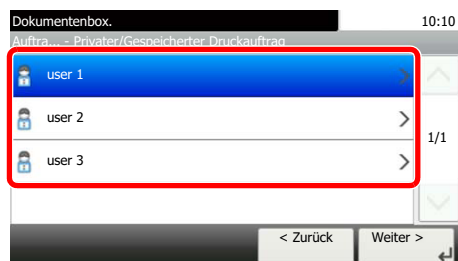 Dokumentenbox. 10:10
Auftra... - Privater/Gespeicherter Druckauftrag
user 1
user 2
1/1
user 3
< Zurück Weiter >